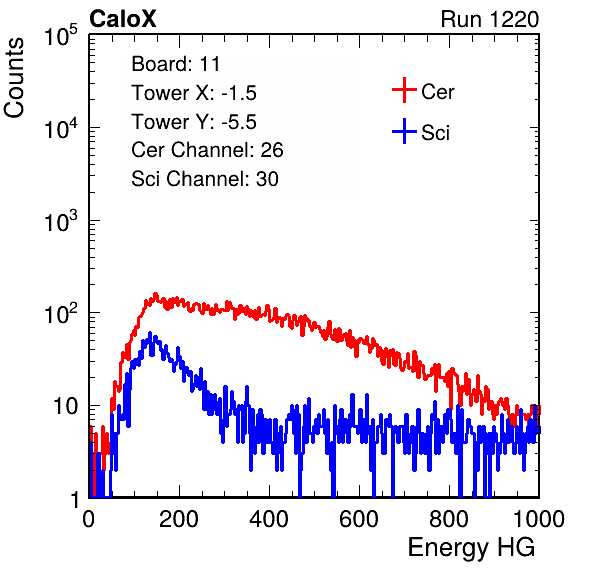 CaloX Run 1220
Counts
10^5
10^4
10^3
10^2
10
1
Board: 11
Tower X: -1.5
Tower Y: -5.5
Cer Channel: 26
Sci Channel: 30
Cer
Sci
0 200 400 600 800 1000
Energy HG